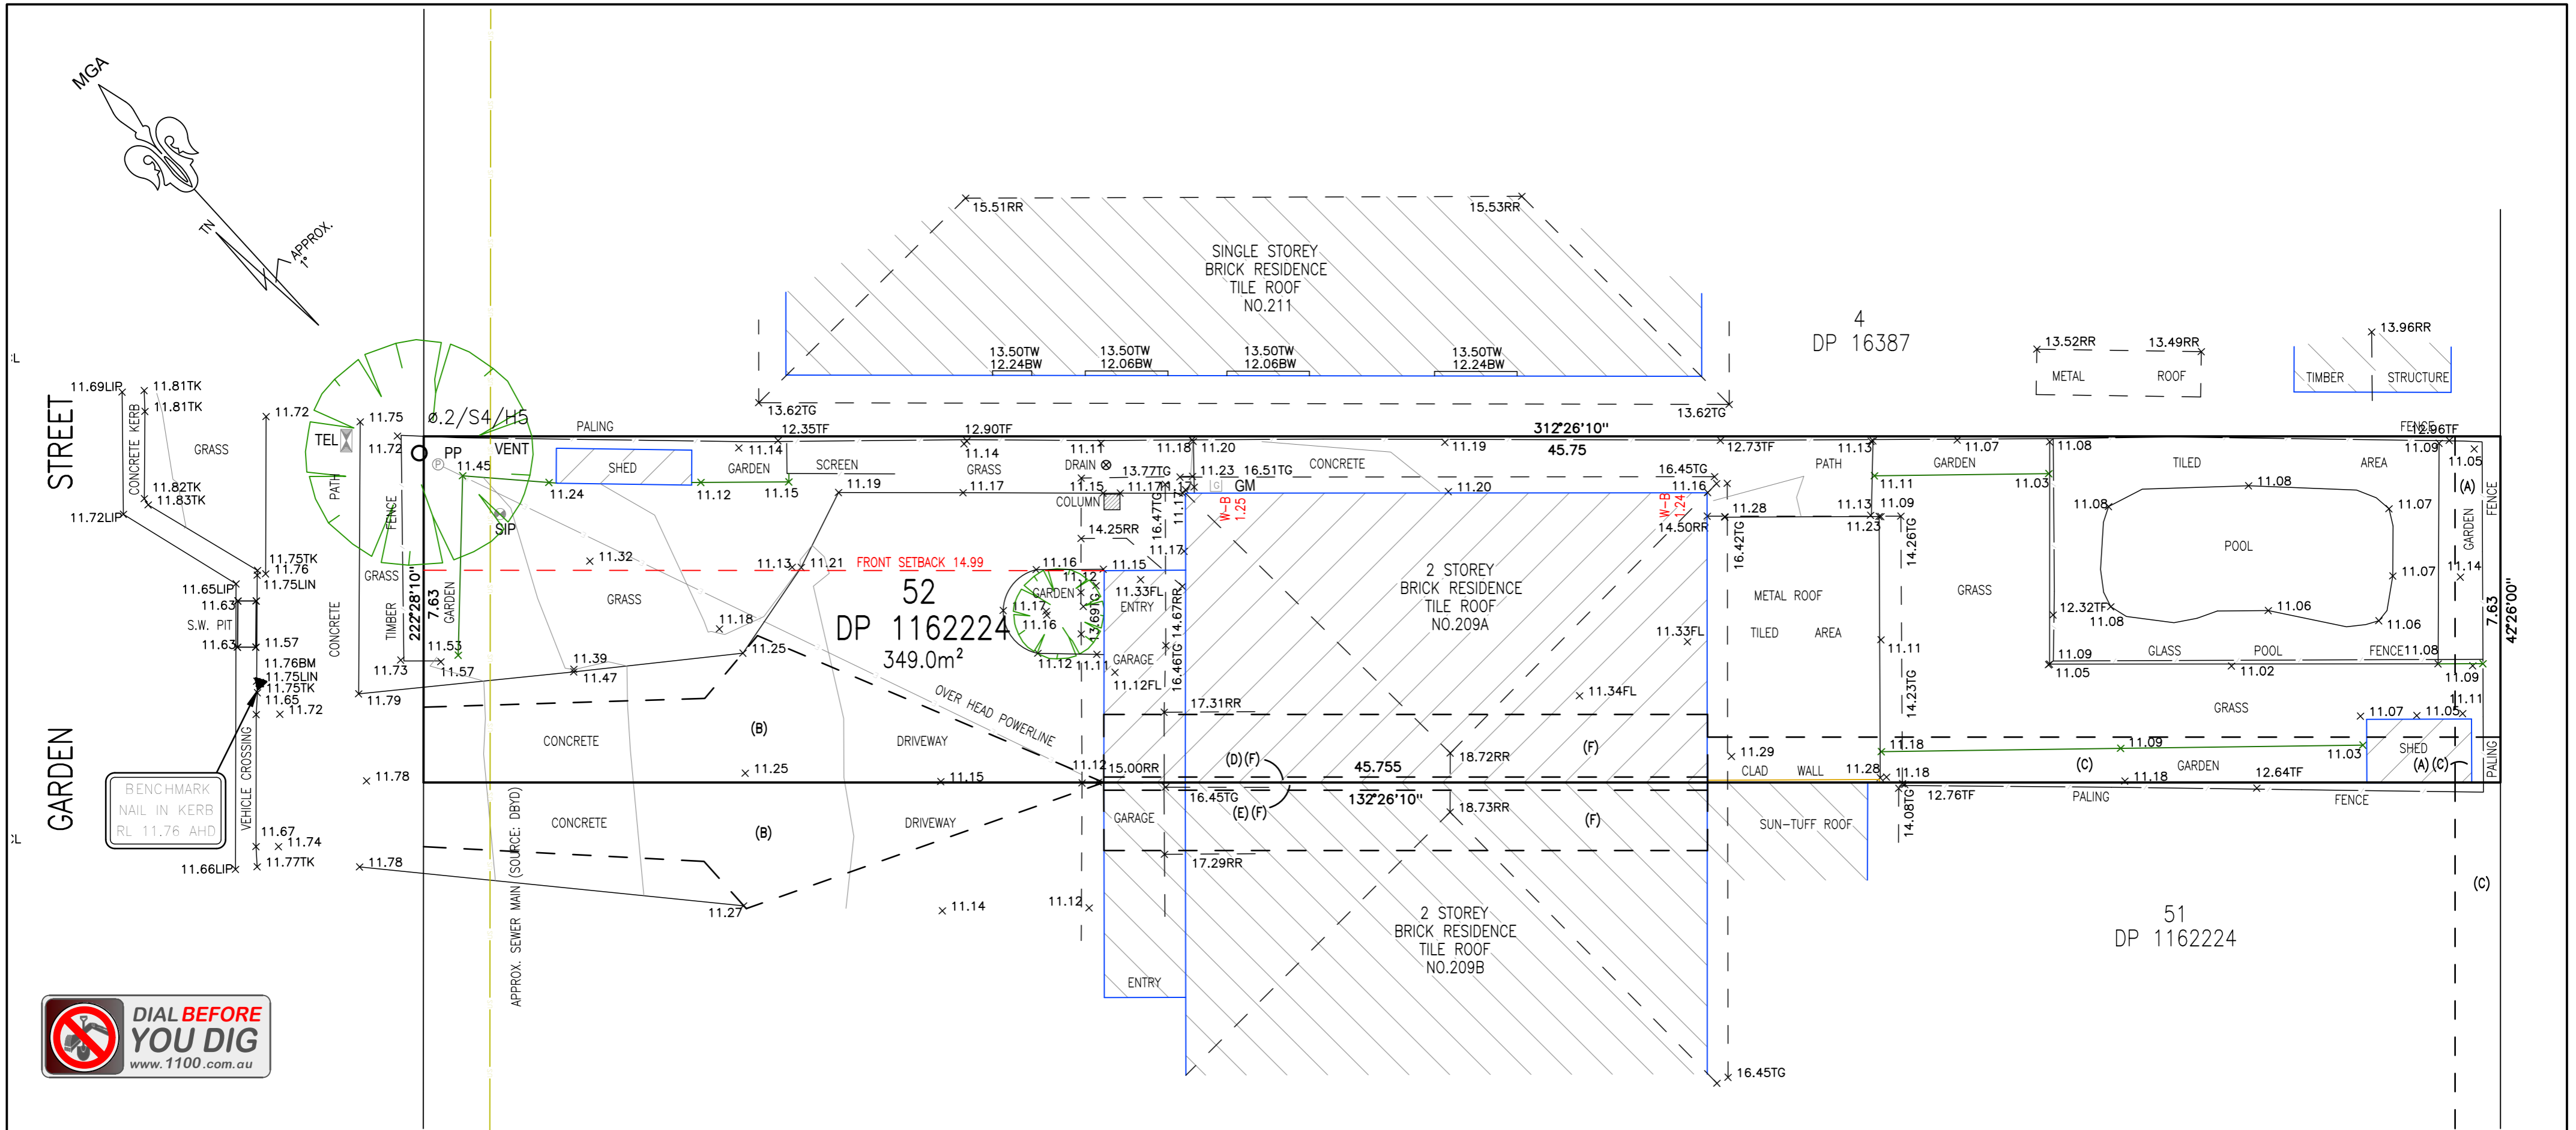 MGA
TN
APPROX.
1°
STREET
GARDEN
:L
:L
11.69LIP
11.81TK
11.81TK
CONCRETE KERB
GRASS
11.82TK
11.83TK
11.72LIP
11.72
11.75
TEL
11.72
PATH
FENCE
11.75TK
11.76
11.75LIN
11.65LIP
11.63
S.W. PIT
11.63
11.57
11.76BM
11.75LIN
11.75TK
11.65
11.72
GRASS
CONCRETE
TIMBER
222°28'10"
7.63
GARDEN
11.53
11.73
11.57
11.79
BENCHMARK
NAIL IN KERB
RL 11.76 AHD
VEHICLE CROSSING
11.78
11.67
11.74
11.66LIP
11.77TK
11.78
DIAL BEFORE
YOU DIG
www.1100.com.au
APPROX. SEWER MAIN (SOURCE: DBYD)
ø.2/S4/H5
PP
VENT
11.45
SIP
PALING
SHED
11.24
11.12
GARDEN
11.14
12.35TF
SCREEN
11.15
11.19
12.90TF
11.14
GRASS
11.17
11.11
DRAIN
11.15
COLUMN
11.17
11.18
11.20
13.77TG
11.23
16.51TG
GM
11.17
16.47TG
14.25RR
11.17
W-B
1.25
11.32
11.13
11.21
FRONT SETBACK 14.99
GRASS
11.18
52
DP 1162224
349.0m²
11.16
11.12
11.15
GARDEN
11.17
11.16
13.69TG
11.33FL
ENTRY
14.67RR
11.12
11.11
GARAGE
11.12FL
16.46TG
11.25
11.39
11.47
OVER HEAD POWERLINE
(B)
CONCRETE
DRIVEWAY
11.25
11.15
11.12
15.00RR
CONCRETE
(B)
DRIVEWAY
11.27
11.14
11.12
GARAGE
ENTRY
15.51RR
15.53RR
SINGLE STOREY
BRICK RESIDENCE
TILE ROOF
NO.211
13.50TW
12.24BW
13.50TW
12.06BW
13.50TW
12.06BW
13.50TW
12.24BW
13.62TG
13.62TG
312°26'10"
45.75
CONCRETE
11.19
11.20
16.45TG
11.16
W-B
1.24
14.50RR
12.73TF
11.28
16.42TG
2 STOREY
BRICK RESIDENCE
TILE ROOF
NO.209A
11.33FL
11.34FL
17.31RR
(D)(F)
(F)
18.72RR
45.755
132°26'10"
16.45TG
(E)(F)
18.73RR
(F)
17.29RR
2 STOREY
BRICK RESIDENCE
TILE ROOF
NO.209B
16.45TG
4
DP 16387
13.52RR
13.49RR
METAL ROOF
13.96RR
TIMBER STRUCTURE
PATH
11.13
11.07
GARDEN
11.08
11.11
11.03
11.13
11.09
11.23
14.26TG
METAL ROOF
TILED AREA
11.11
14.23TG
GRASS
11.29
CLAD WALL
11.28
11.18
11.18
SUN-TUFF ROOF
14.08TG
12.76TF
TILED AREA
FENCE
12.96TF
11.09
11.05
(A)
11.08
11.08
11.07
POOL
11.07
12.32TF
11.08
11.06
11.06
11.09
11.05
GLASS POOL FENCE
11.02
11.08
11.09
11.14
GARDEN
FENCE
7.63
42°26'00"
GRASS
11.07
11.05
11.11
11.09
11.03
SHED
(A)(C)
(C)
GARDEN
11.18
12.64TF
PALING
FENCE
PALING
(C)
51
DP 1162224